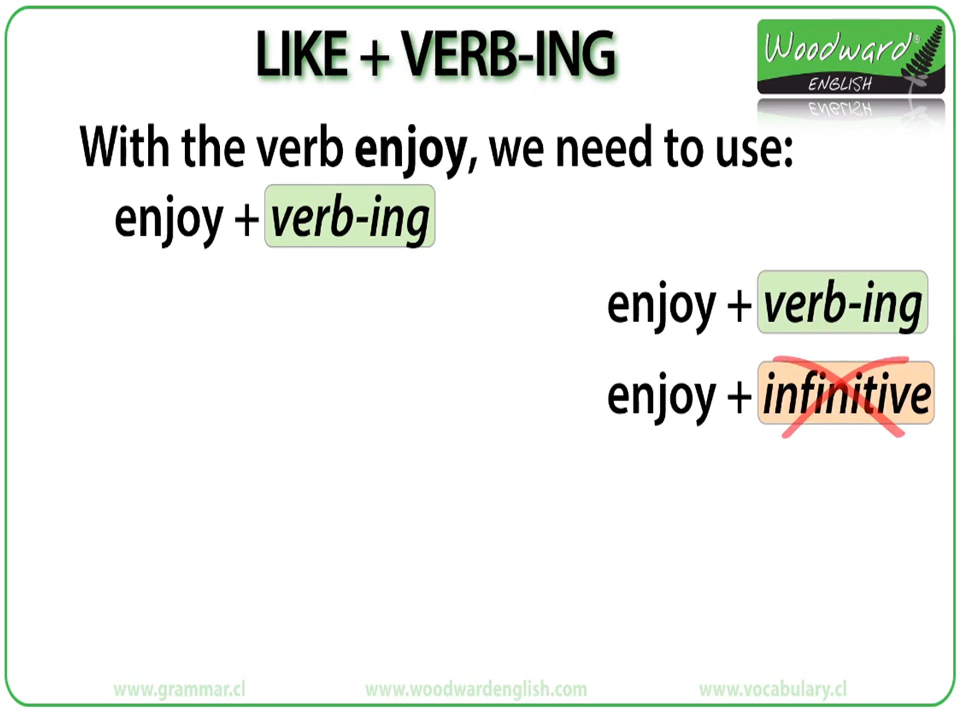 LIKE + VERB-ING
Woodward®
ENGLISH
With the verb enjoy, we need to use:
enjoy + verb-ing
enjoy + verb-ing
enjoy + infinitive
www.grammar.cl www.woodwardenglish.com www.vocabulary.cl